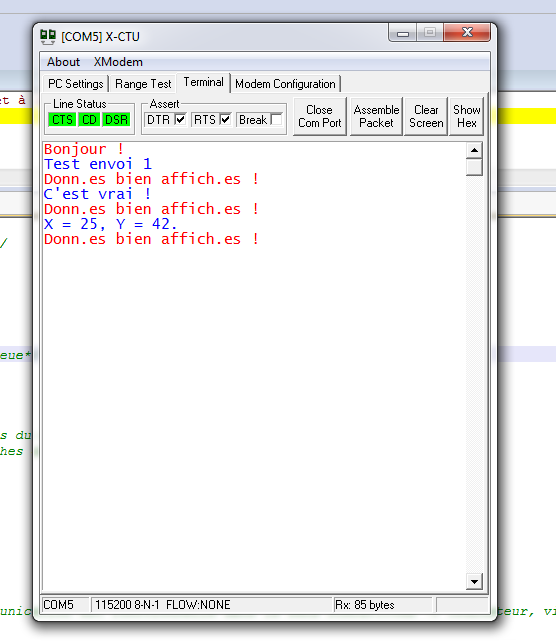 [COM5] X-CTU
About XModem
PC Settings Range Test Terminal Modem Configuration
et à
Line Status
CTS CD DSR
Assert
DTR RTS Break
Close Com Port
Assemble Packet
Clear Screen
Show Hex
Bonjour !
Test envoi 1
Donn.es bien affich.es !
C'est vrai !
Donn.es bien affich.es !
X = 25, Y = 42.
Donn.es bien affich.es !
/
eue*
s du
hes
COM5 115200 8-N-1 FLOW:NONE Rx: 85 bytes
unic teur, vi